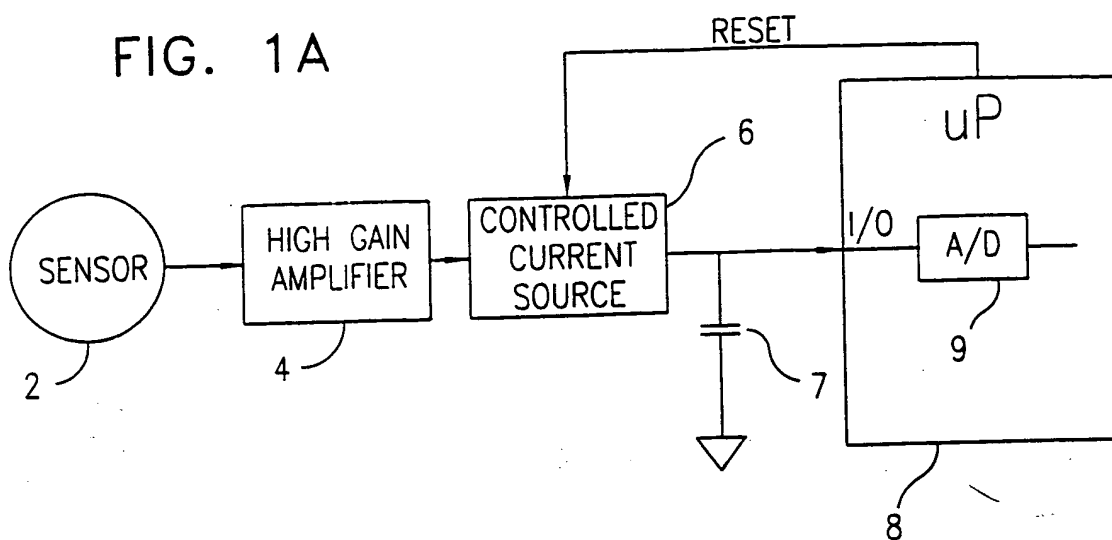 FIG. 1A
RESET
uP
6
I/O
SENSOR
HIGH GAIN
AMPLIFIER
CONTROLLED
CURRENT
SOURCE
A/D
2
4
7
9
8